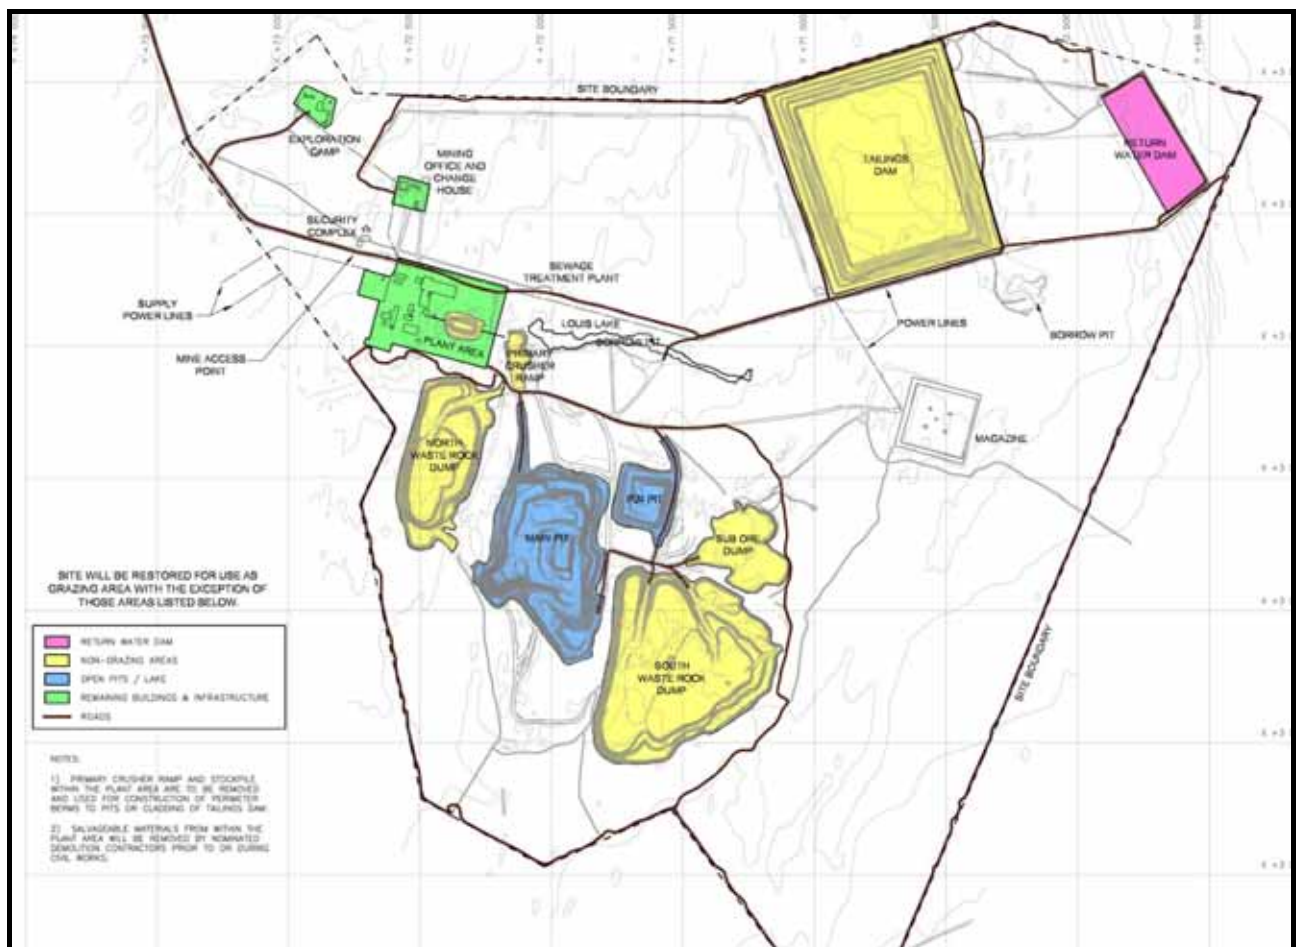 SITE BOUNDARY
EXPLORATION
CAMP
MINING
OFFICE AND
CHANGE
HOUSE
TAILINGS
DAM
RETURN
WATER DAM
SECURITY
COMPLEX
SEWAGE
TREATMENT PLANT
SUPPLY
POWER LINES
LOUIS LAKE
BORROW PIT
POWER LINES
BORROW PIT
PLANT AREA
PRIMARY
CRUSHER
RAMP
MINE ACCESS
POINT
NORTH
WASTE ROCK
DUMP
MAGAZINE
MAIN PIT
PIT
SUB ORE
DUMP
SOUTH
WASTE ROCK
DUMP
SITE BOUNDARY
SITE WILL BE RESTORED FOR USE AS
GRAZING AREA WITH THE EXCEPTION OF
THOSE AREAS LISTED BELOW.
RETURN WATER DAM
NON-GRAZING AREAS
OPEN PITS / LAKE
REMAINING BUILDINGS & INFRASTRUCTURE
ROADS
NOTES:
1) PRIMARY CRUSHER RAMP AND STOCKPILE
WITHIN THE PLANT AREA ARE TO BE REMOVED
AND USED FOR CONSTRUCTION OF PERIMETER
BERMS TO PITS OR CLADDING OF TAILINGS DAM.
2) SALVAGEABLE MATERIALS FROM WITHIN THE
PLANT AREA WILL BE REMOVED BY NOMINATED
DEMOLITION CONTRACTORS PRIOR TO OR DURING
CIVIL WORKS.